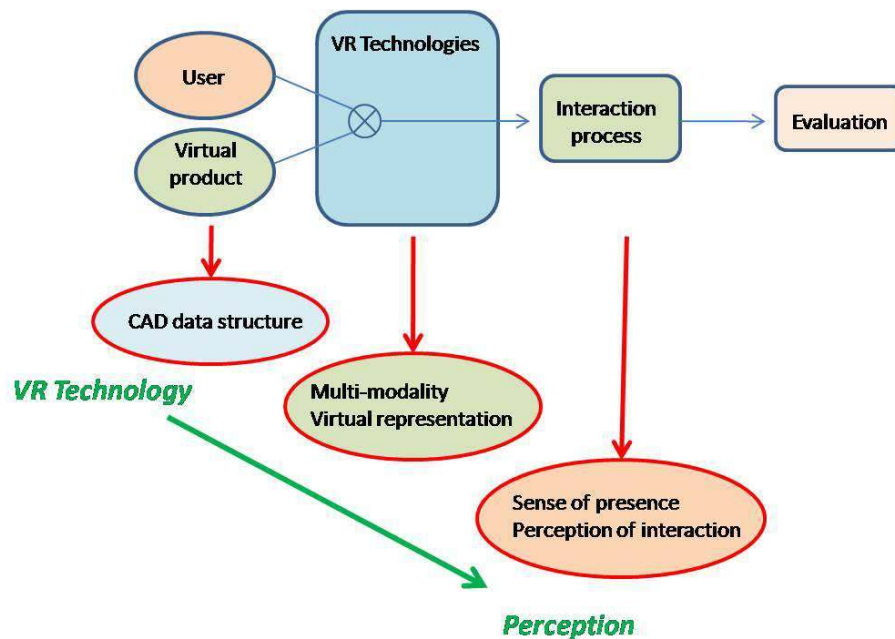 VR Technologies
User
Virtual
product
Interaction
process
Evaluation
CAD data structure
VR Technology
Multi-modality
Virtual representation
Sense of presence
Perception of interaction
Perception